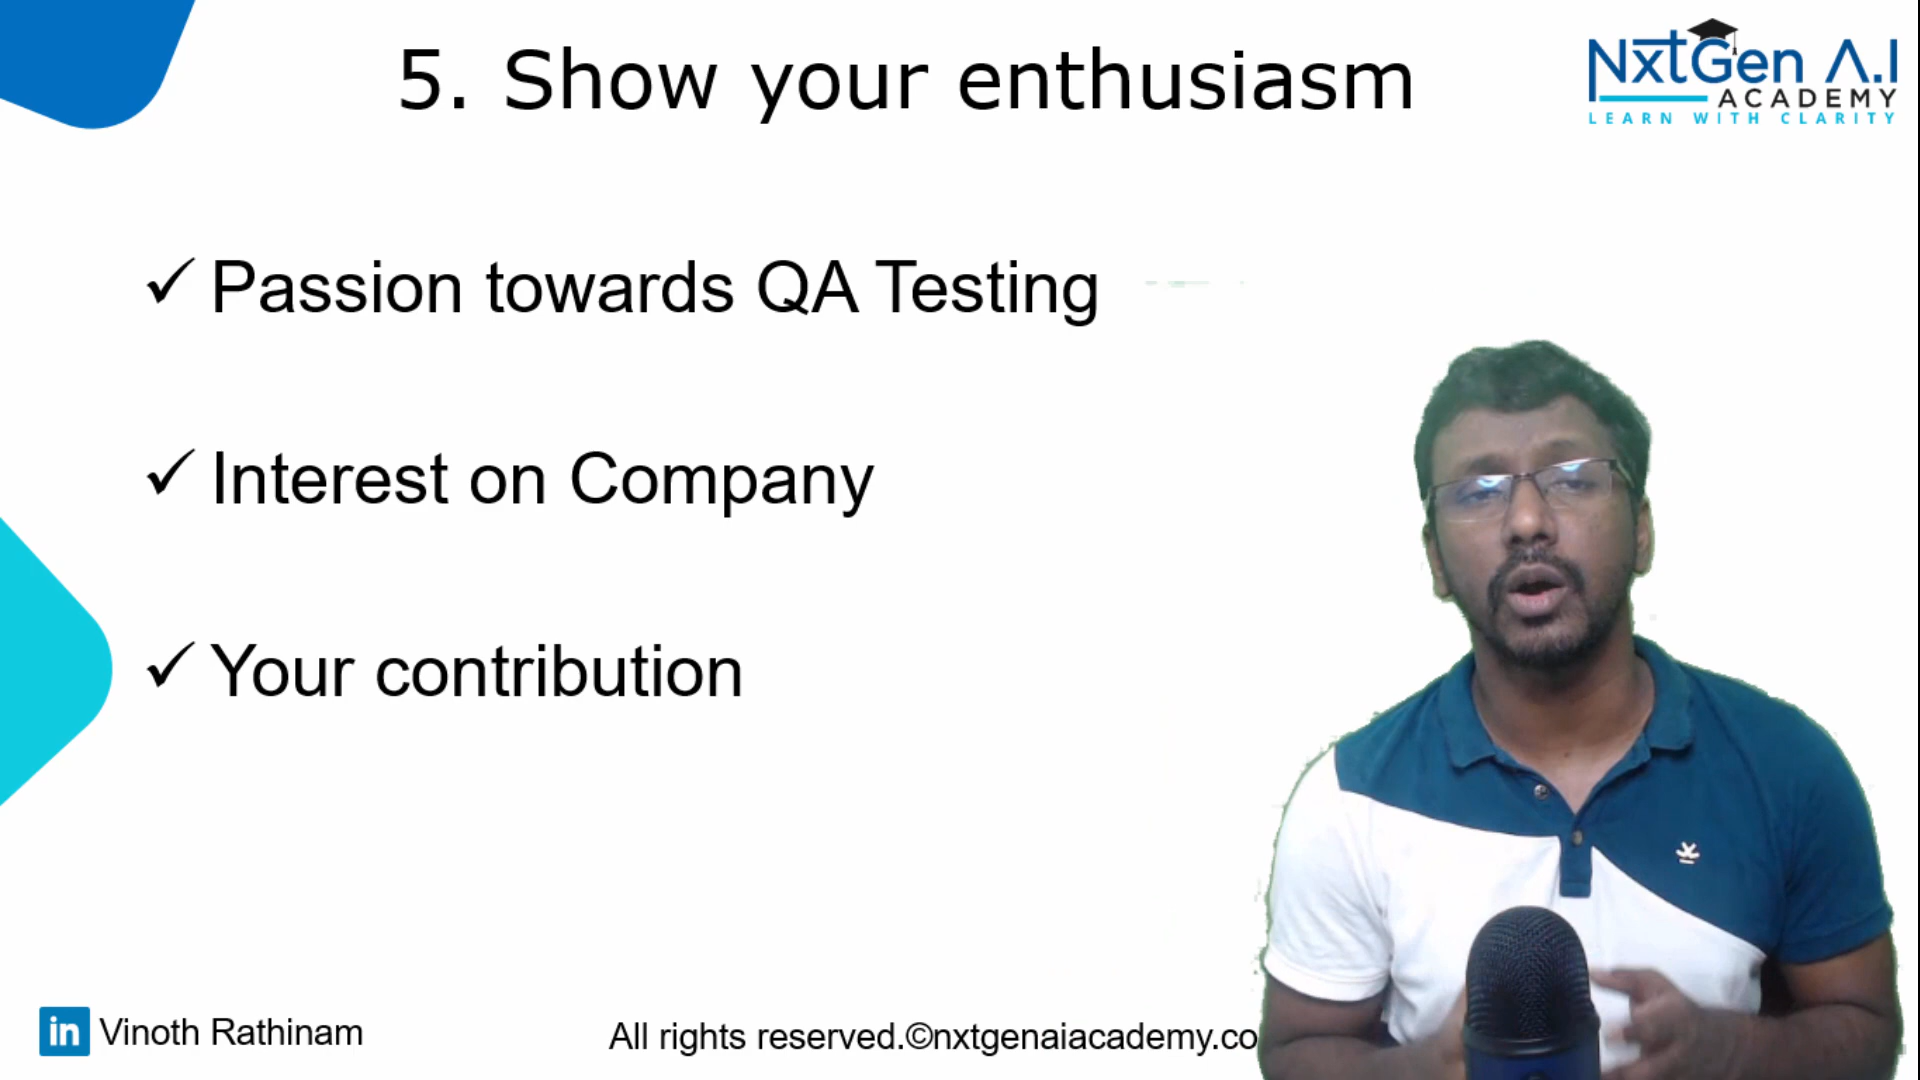 5. Show your enthusiasm
NxtGen A.I
ACADEMY
LEARN WITH CLARITY
✓ Passion towards QA Testing
✓ Interest on Company
✓ Your contribution
in Vinoth Rathinam
All rights reserved.©nxtgenaiacademy.co